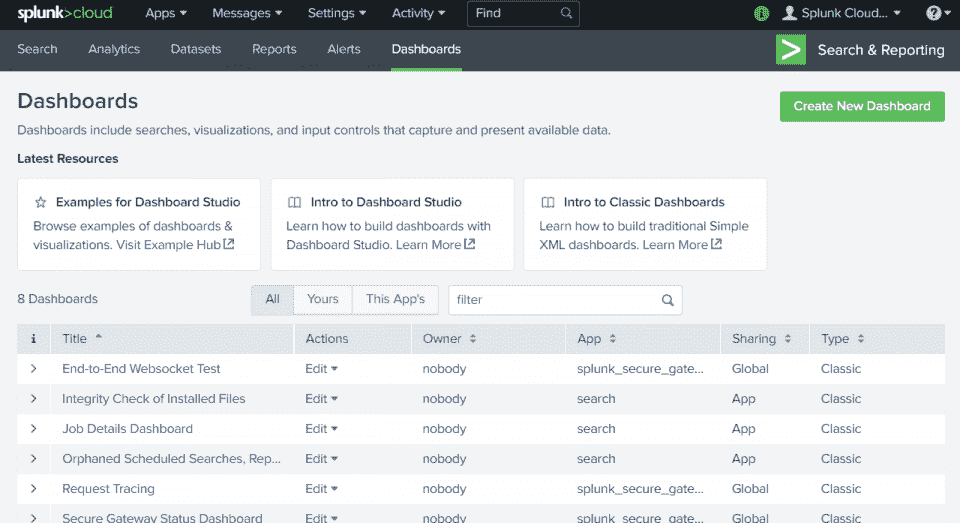 splunk>cloud Apps Messages Settings Activity Find Splunk Cloud... ?
Search Analytics Datasets Reports Alerts Dashboards > Search & Reporting
Dashboards
Create New Dashboard
Dashboards include searches, visualizations, and input controls that capture and present available data.
Latest Resources
Examples for Dashboard Studio
Browse examples of dashboards &
visualizations. Visit Example Hub
Intro to Dashboard Studio
Learn how to build dashboards with
Dashboard Studio. Learn More
Intro to Classic Dashboards
Learn how to build traditional Simple
XML dashboards. Learn More
8 Dashboards All Yours This App's filter
i Title Actions Owner App Sharing Type
End-to-End Websocket Test Edit nobody splunk_secure_gate... Global Classic
Integrity Check of Installed Files Edit nobody search App Classic
Job Details Dashboard Edit nobody search App Classic
Orphaned Scheduled Searches, Rep... Edit nobody search App Classic
Request Tracing Edit nobody splunk_secure_gate... Global Classic
Secure Gateway Status Dashboard Edit nobody splunk_secure_gate... Global Classic